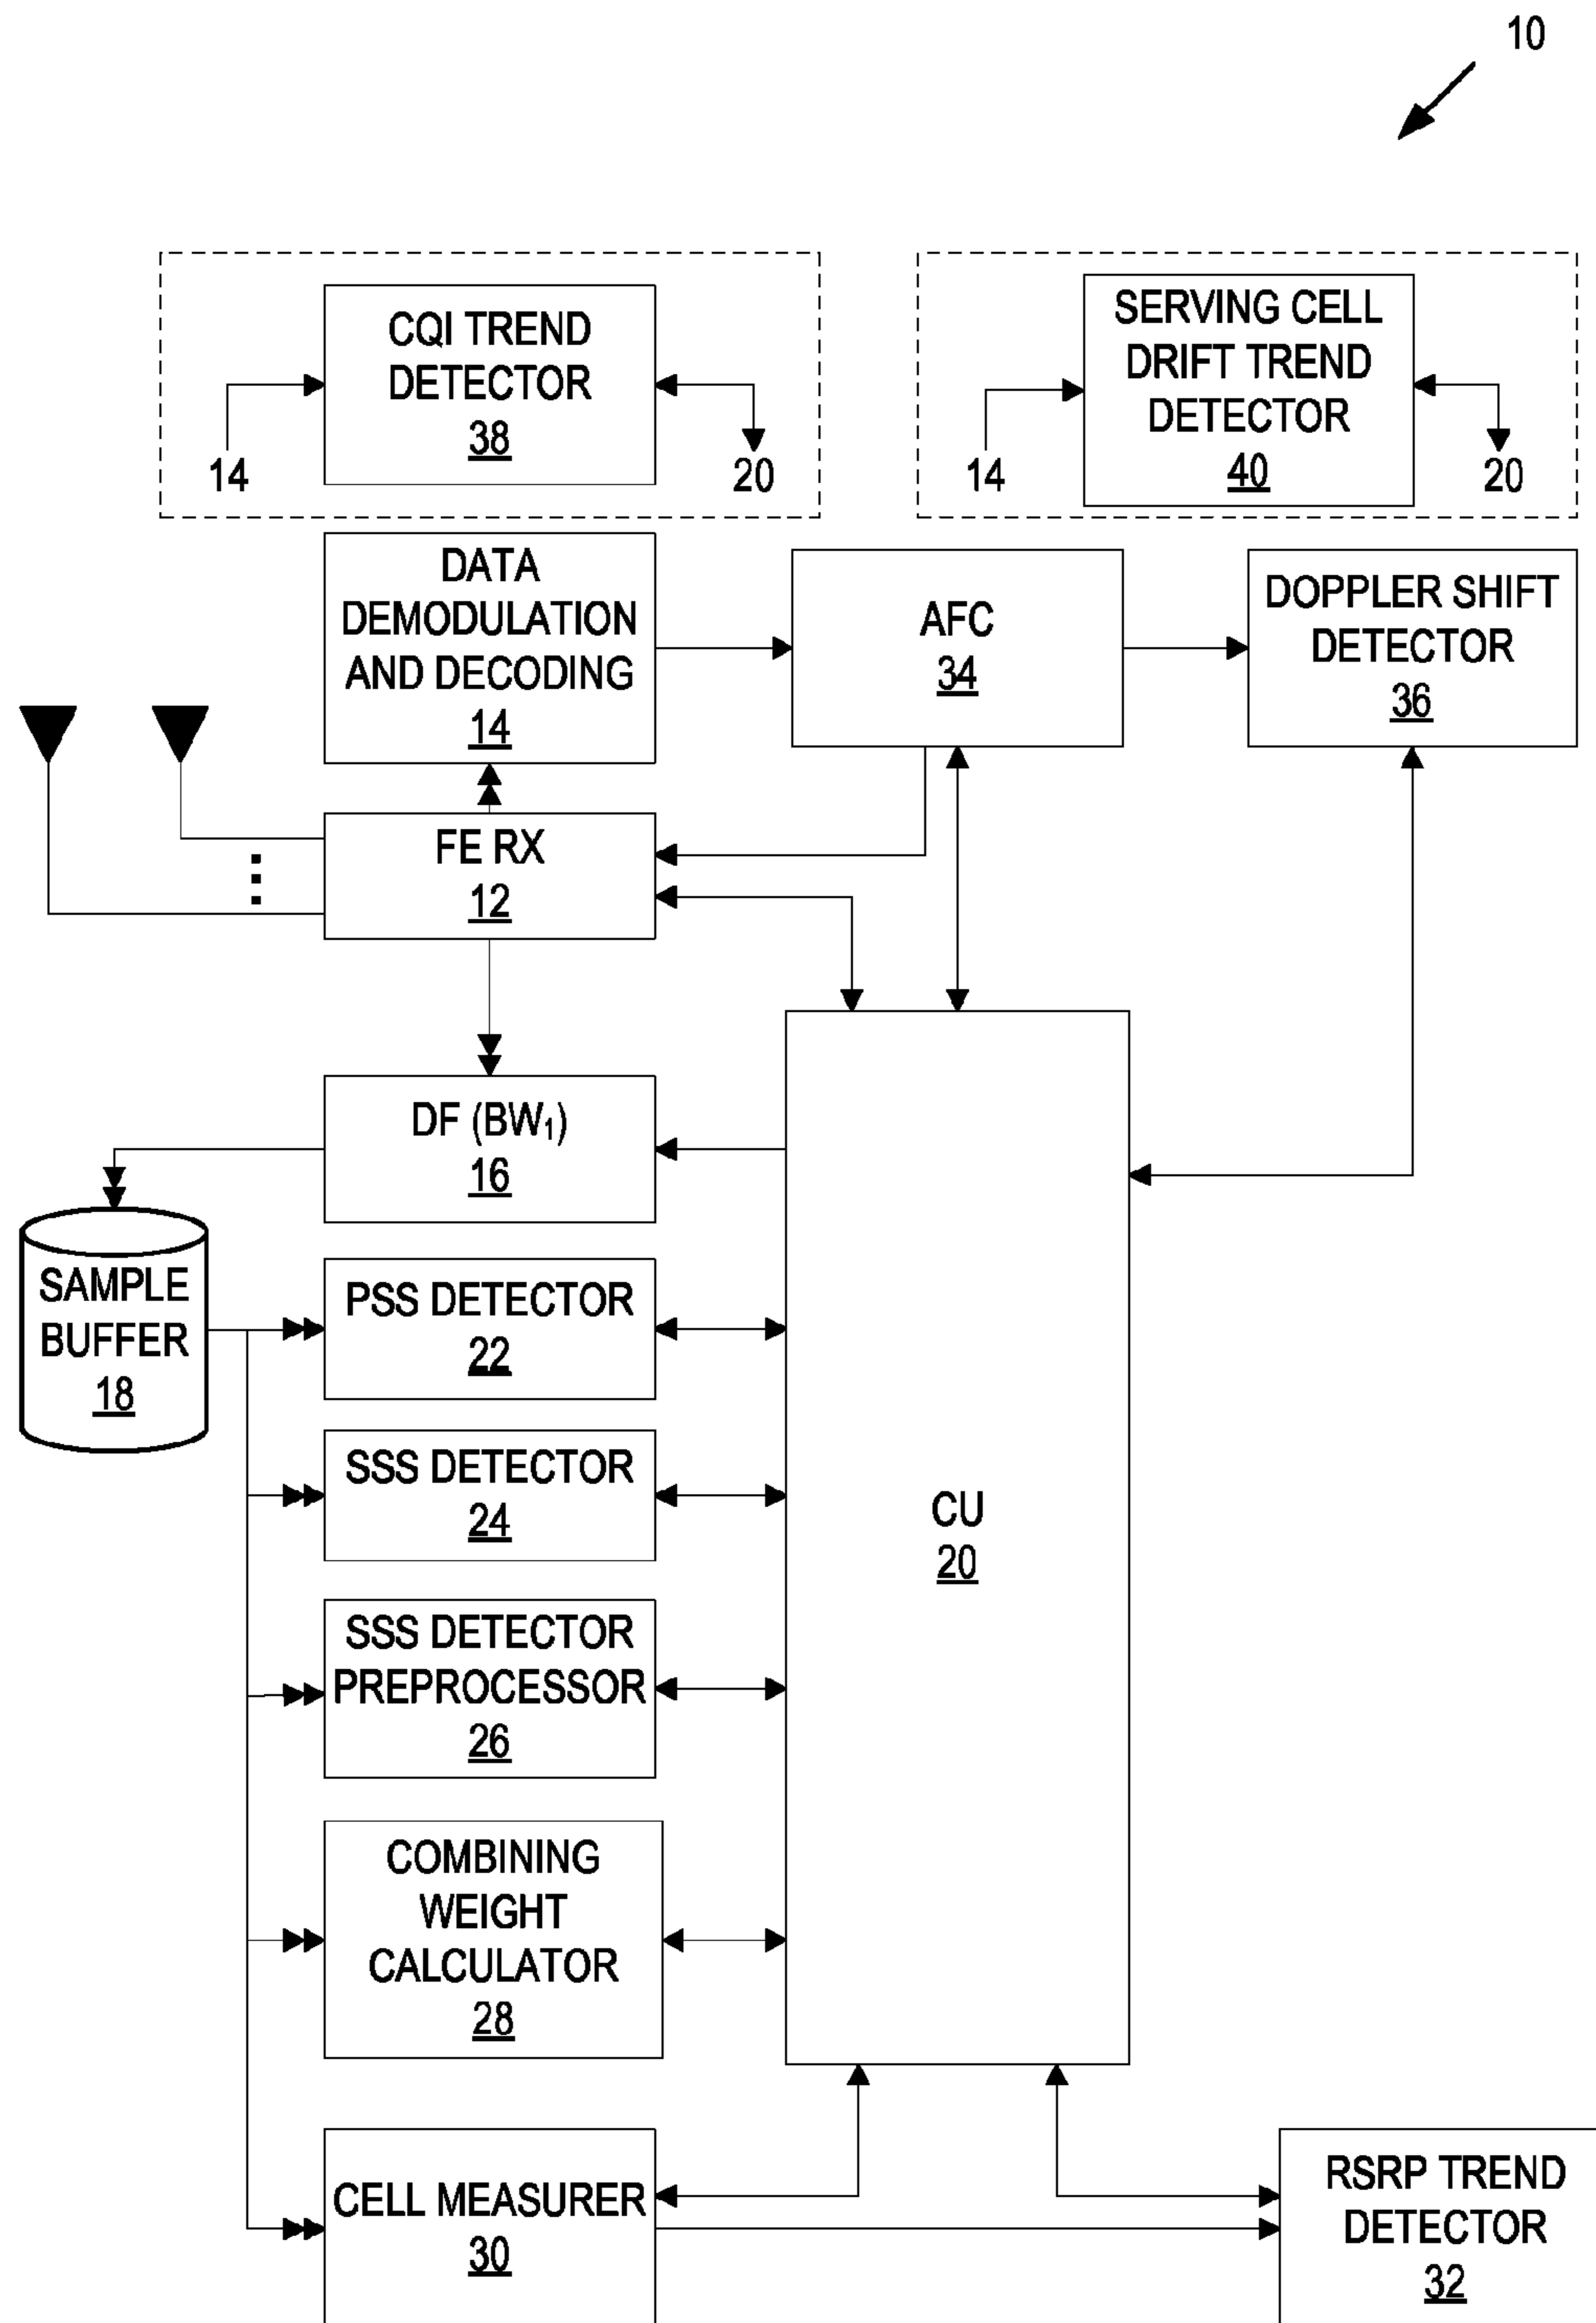 10
CQI TREND
DETECTOR
38
14
20
SERVING CELL
DRIFT TREND
DETECTOR
40
14
20
DATA
DEMODULATION
AND DECODING
14
AFC
34
DOPPLER SHIFT
DETECTOR
36
FE RX
12
DF (BW₁)
16
SAMPLE
BUFFER
18
PSS DETECTOR
22
SSS DETECTOR
24
CU
20
SSS DETECTOR
PREPROCESSOR
26
COMBINING
WEIGHT
CALCULATOR
28
CELL MEASURER
30
RSRP TREND
DETECTOR
32